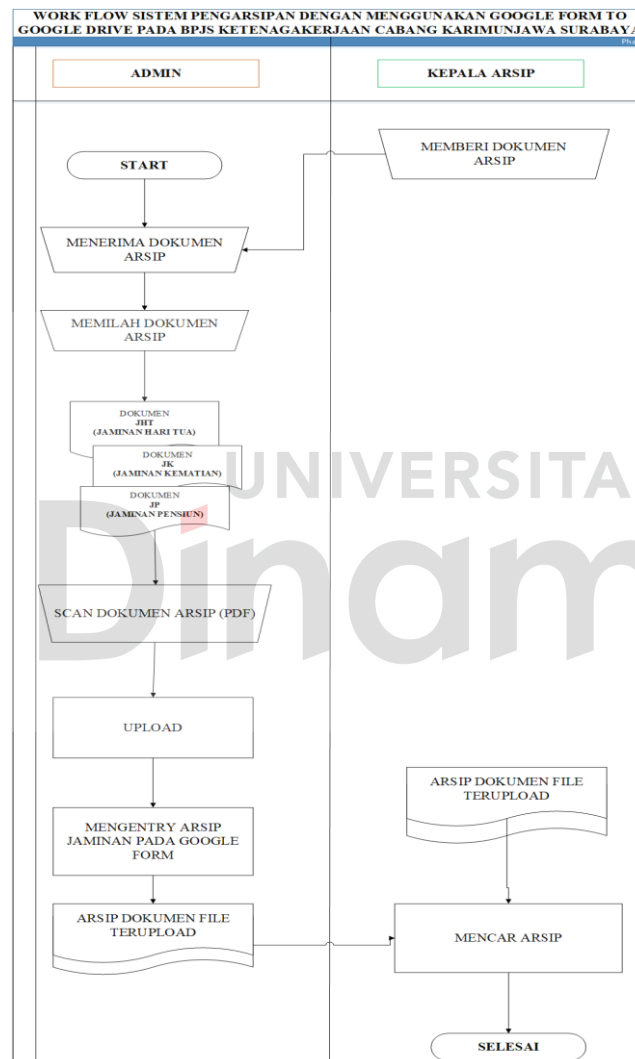 WORK FLOW SISTEM PENGARSIPAN DENGAN MENGGUNAKAN GOOGLE FORM TO
GOOGLE DRIVE PADA BPJS KETENAGAKERJAAN CABANG KARIMUNJAWA SURABAYA
Pha
ADMIN
KEPALA ARSIP
MEMBERI DOKUMEN
ARSIP
START
MENERIMA DOKUMEN
ARSIP
MEMILAH DOKUMEN
ARSIP
DOKUMEN
JHT
(JAMINAN HARI TUA)
DOKUMEN
JK
(JAMINAN KEMATIAN)
DOKUMEN
JP
(JAMINAN PENSIUN)
UNIVERSITA
Dinam
SCAN DOKUMEN ARSIP (PDF)
UPLOAD
ARSIP DOKUMEN FILE
TERUPLOAD
MENGENTRY ARSIP
JAMINAN PADA GOOGLE
FORM
ARSIP DOKUMEN FILE
TERUPLOAD
MENCAR ARSIP
SELESAI